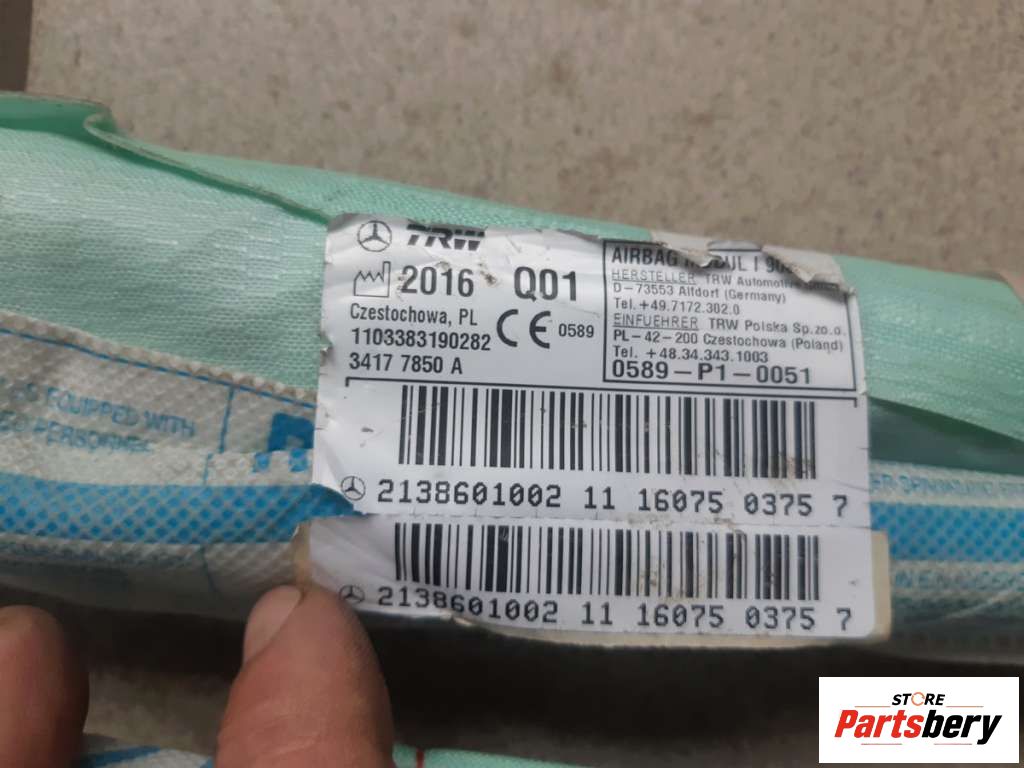 TRW
2016 Q01
Czestochowa, PL
1103383190282
3417 7850 A
CE 0589
AIRBAG
HERSTELLER TRW Automotive
D-73553 Alfdorf (Germany)
Tel. +49.7172.302.0
EINFUEHRER TRW Polska Sp.zo.o.
PL-42-200 Czestochowa (Poland)
Tel. +48.34.343.1003
0589-P1-0051
2138601002 11 16075 0375 7
2138601002 11 16075 0375 7
EQUIPPED WITH
STORE
Partsbery